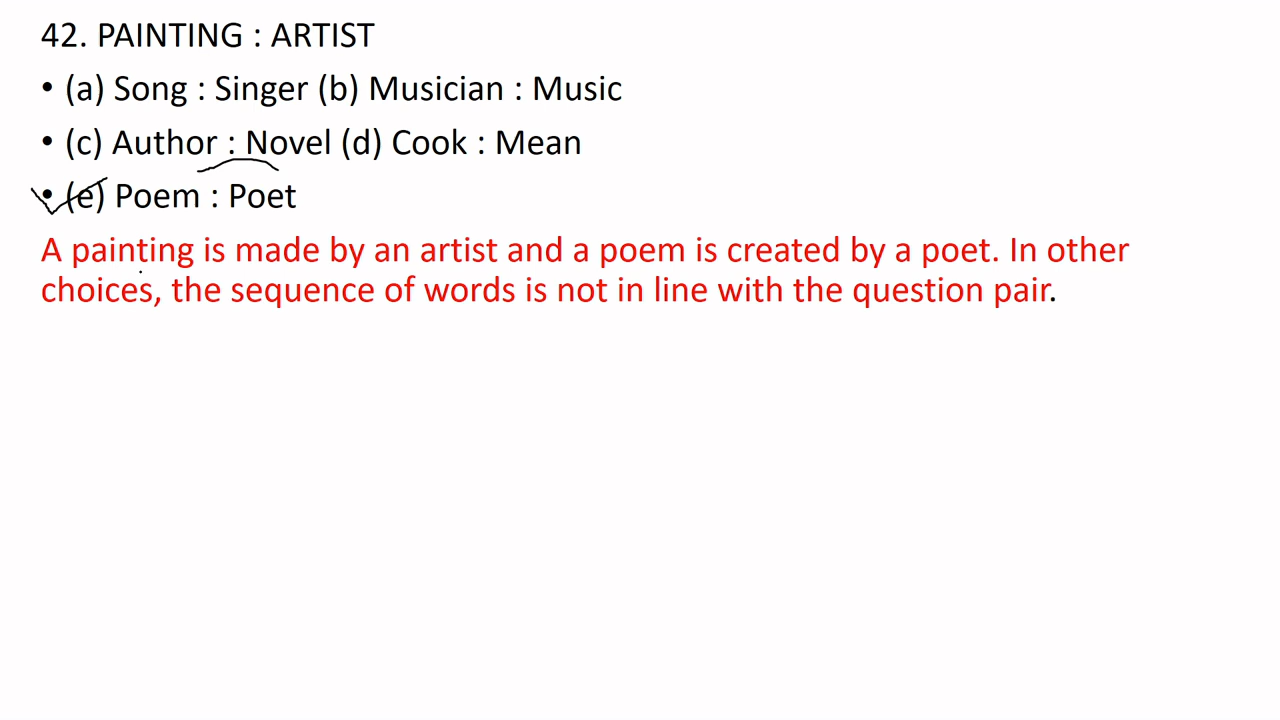 42. PAINTING : ARTIST
• (a) Song : Singer (b) Musician : Music
• (c) Author : Novel (d) Cook : Mean
• (e) Poem : Poet
A painting is made by an artist and a poem is created by a poet. In other
choices, the sequence of words is not in line with the question pair.